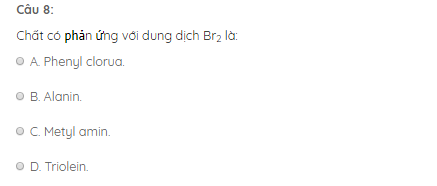 Câu 8:
Chất có phản ứng với dung dịch Br₂ là:
A. Phenyl clorua.
B. Alanin.
C. Metyl amin.
D. Triolein.